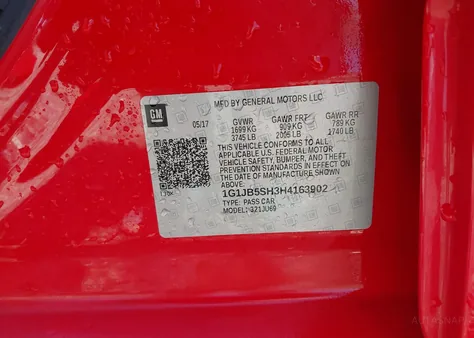 GM
MFD BY GENERAL MOTORS LLC
05/17
GVWR GAWR FRT GAWR RR
1699 KG 909 KG 789 KG
3745 LB 2005 LB 1740 LB
THIS VEHICLE CONFORMS TO ALL
APPLICABLE U.S. FEDERAL MOTOR
VEHICLE SAFETY, BUMPER, AND THEFT
PREVENTION STANDARDS IN EFFECT ON
THE DATE OF MANUFACTURE SHOWN
ABOVE.
1G1JB5SH3H4163902
TYPE: PASS CAR
MODEL: 321JU69